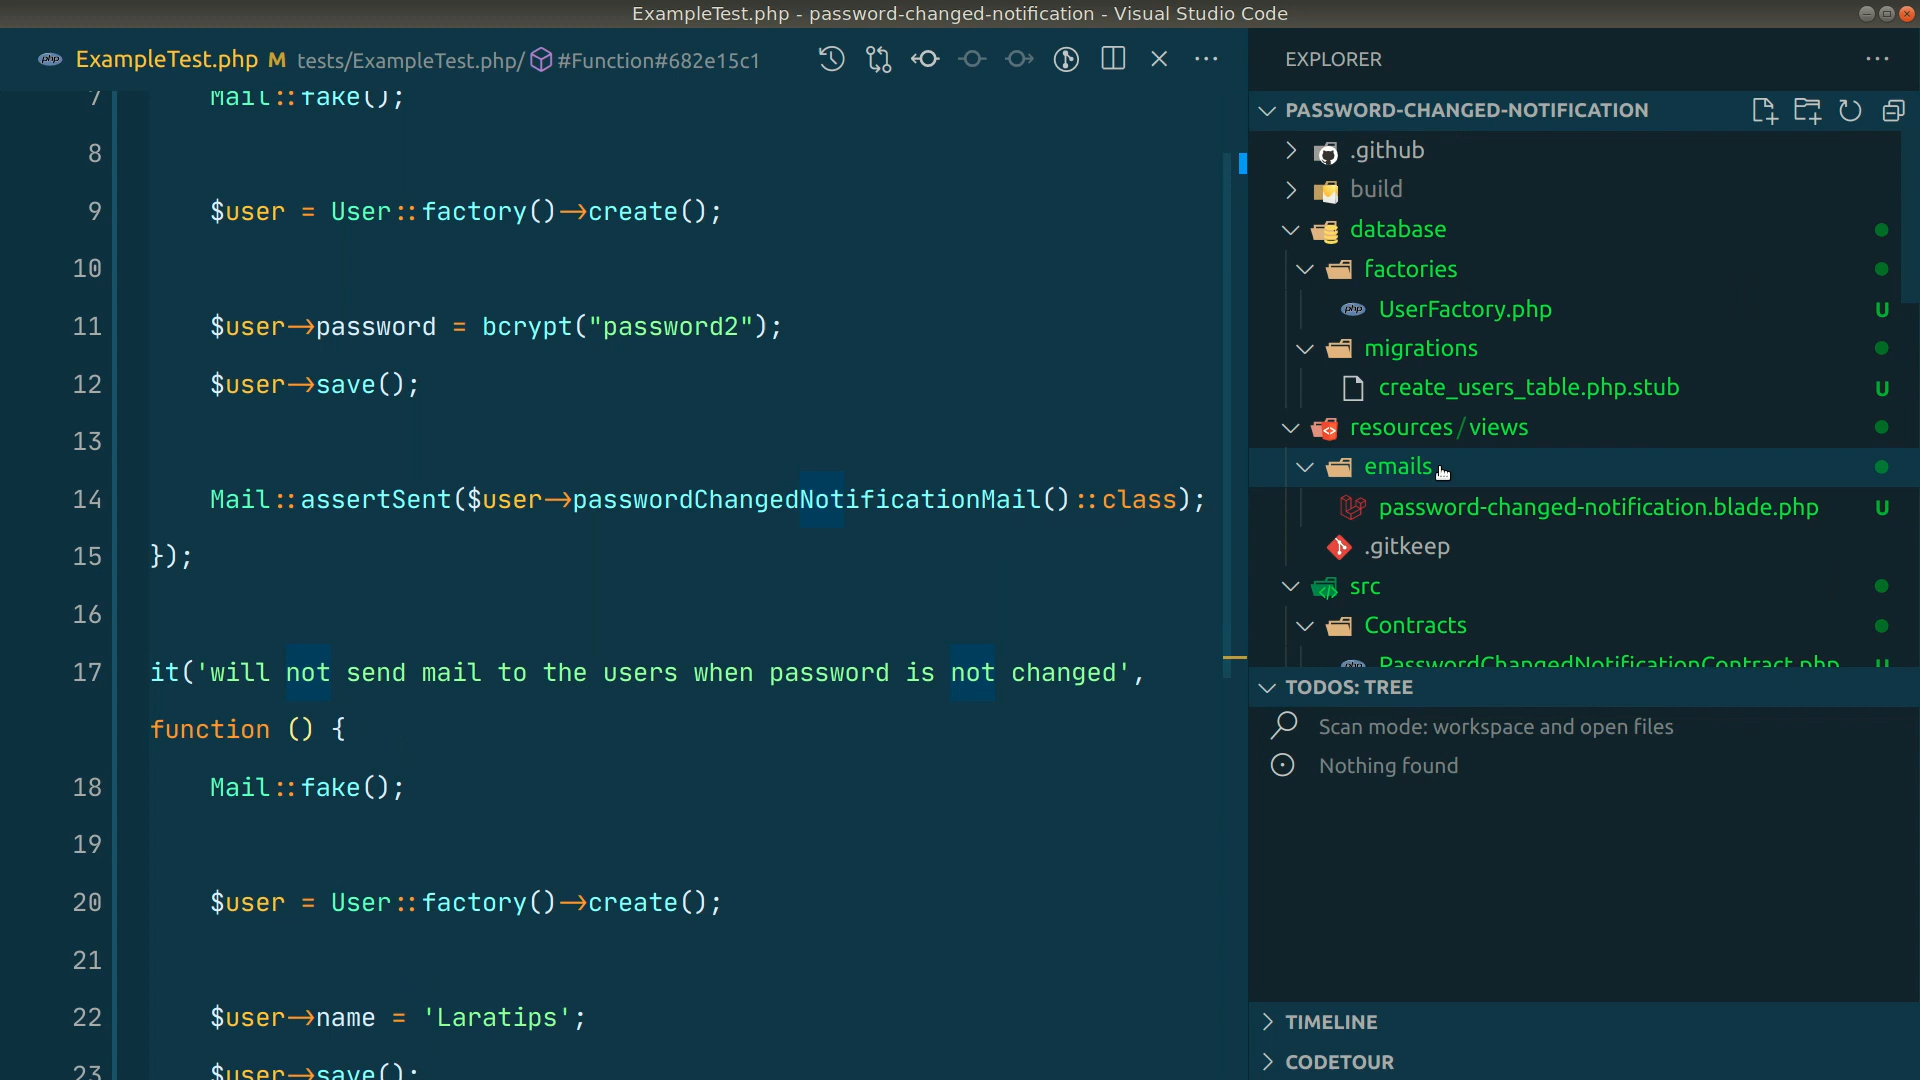 ExampleTest.php - password-changed-notification - Visual Studio Code
php ExampleTest.php M tests/ExampleTest.php/ #Function#682e15c1
7 Mail::fake();
8
9 $user = User::factory()->create();
10
11 $user->password = bcrypt("password2");
12 $user->save();
13
14 Mail::assertSent($user->passwordChangedNotificationMail()::class);
15 });
16
17 it('will not send mail to the users when password is not changed',
function () {
18 Mail::fake();
19
20 $user = User::factory()->create();
21
22 $user->name = 'Laratips';
23 $user->save();
EXPLORER
PASSWORD-CHANGED-NOTIFICATION
.github
build
database
factories
php UserFactory.php U
migrations
create_users_table.php.stub U
resources/views
emails
password-changed-notification.blade.php U
.gitkeep
src
Contracts
php PasswordChangedNotificationContract.php U
TODOS: TREE
Scan mode: workspace and open files
Nothing found
TIMELINE
CODETOUR